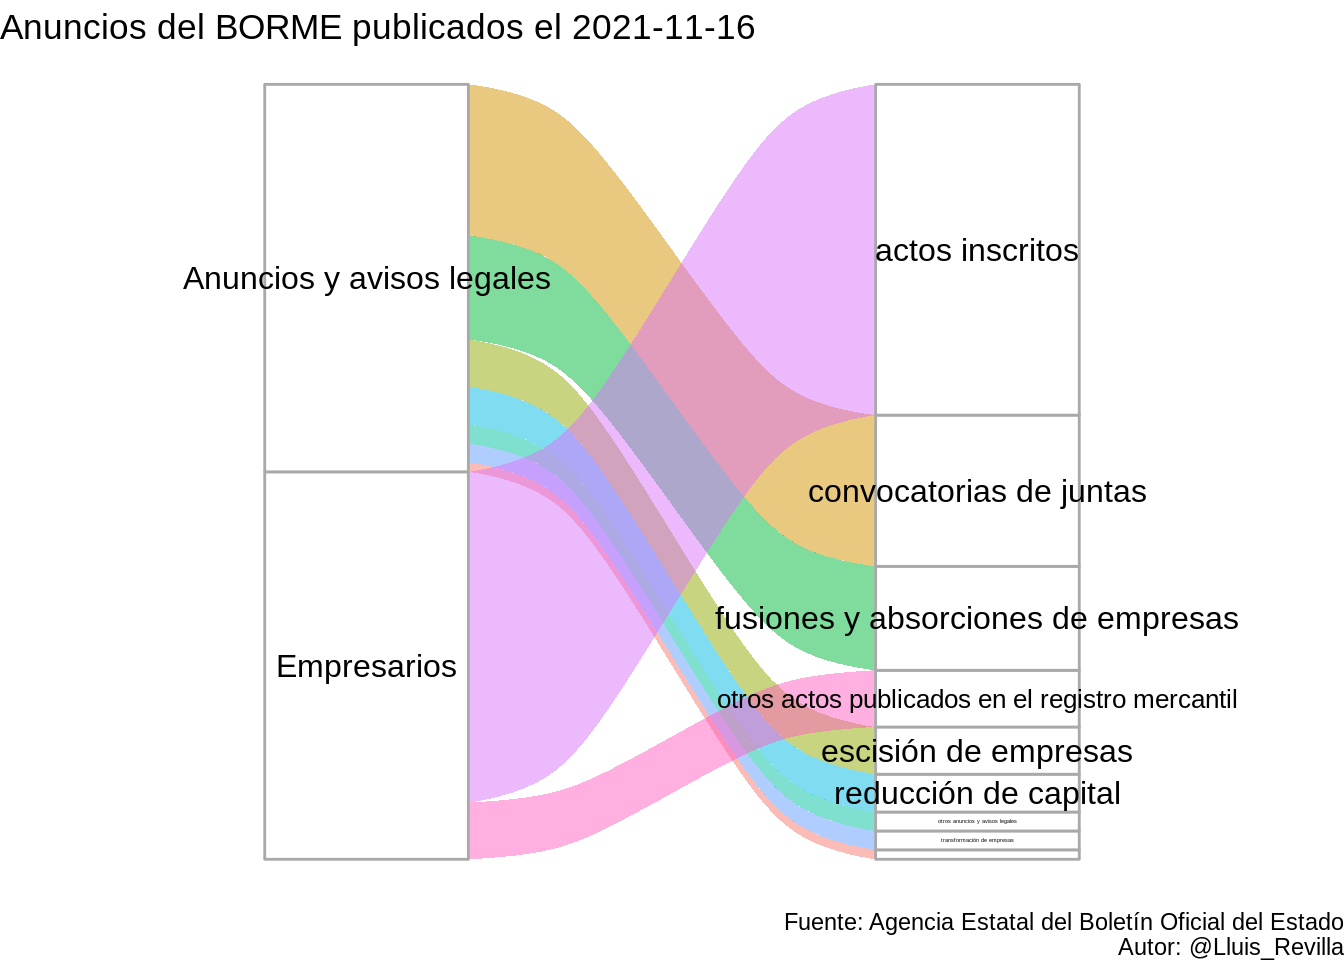 Anuncios del BORME publicados el 2021-11-16
actos inscritos
Anuncios y avisos legales
convocatorias de juntas
fusiones y absorciones de empresas
Empresarios
otros actos publicados en el registro mercantil
escisión de empresas
reducción de capital
otros anuncios y avisos legales
transformación de empresas
Fuente: Agencia Estatal del Boletín Oficial del Estado
Autor: @Lluis_Revilla